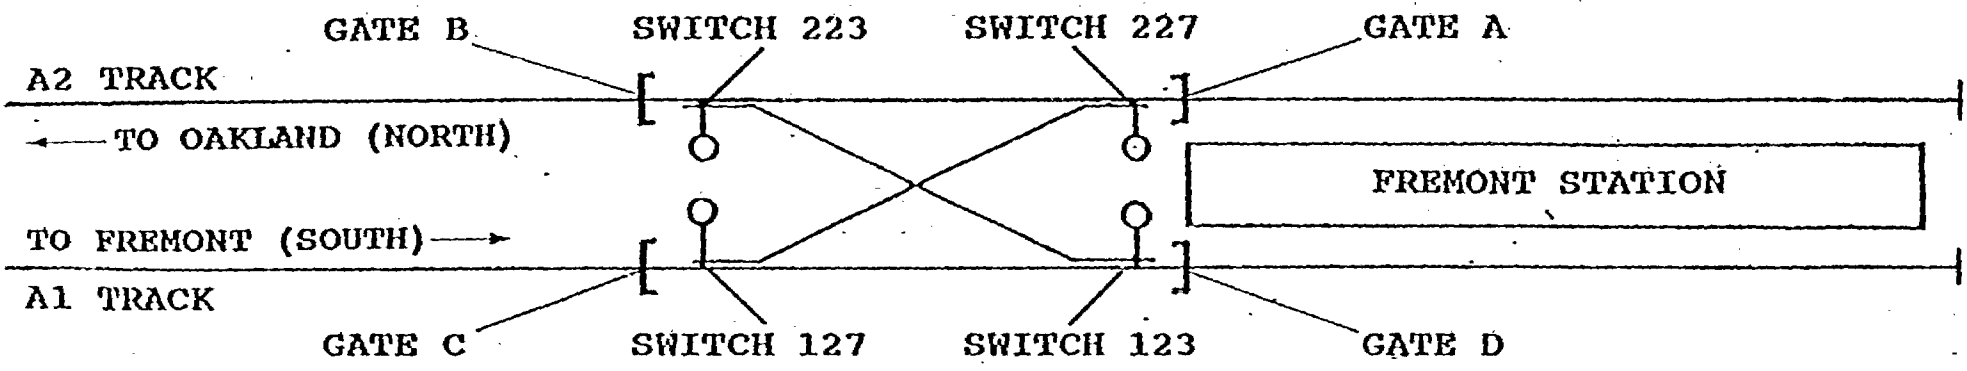 GATE B SWITCH 223 SWITCH 227 GATE A
A2 TRACK
TO OAKLAND (NORTH)
FREMONT STATION
TO FREMONT (SOUTH)
A1 TRACK
GATE C SWITCH 127 SWITCH 123 GATE D